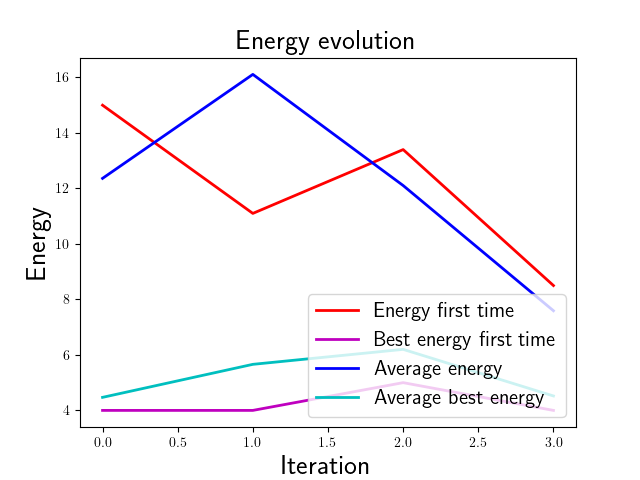 Energy evolution
16
14
12
10
8
6
4
Energy
Energy first time
Best energy first time
Average energy
Average best energy
0.0 0.5 1.0 1.5 2.0 2.5 3.0
Iteration